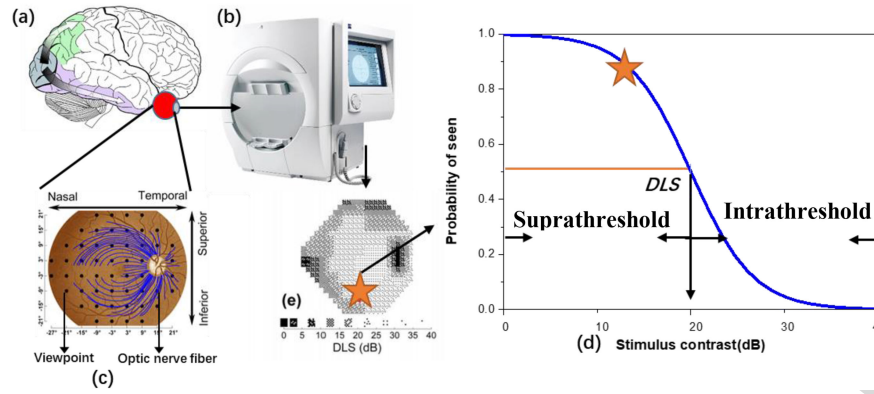 (a)
(b)
Nasal Temporal
21° 15° 9° 3° -3° -9° -15° -21°
Superior
Inferior
-27° -21° -15° -9° -3° 3° 9° 15° 21°
Viewpoint Optic nerve fiber
(c)
(e)
0 5 10 15 20 25 30 35 40
DLS (dB)
Probability of seen
1.0
0.8
0.6
0.4
0.2
0.0
DLS
Suprathreshold Intrathreshold
0 10 20 30 40
(d) Stimulus contrast(dB)